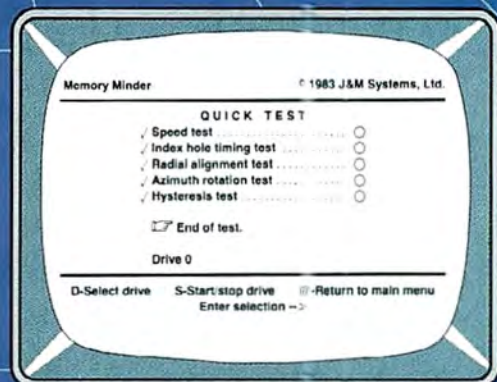 Memory Minder © 1983 J&M Systems, Ltd.
QUICK TEST
✓ Speed test .................... ○
✓ Index hole timing test .................... ○
✓ Radial alignment test .................... ○
✓ Azimuth rotation test .................... ○
✓ Hysteresis test .................... ○
☞ End of test.
Drive 0
D-Select drive S-Start/stop drive @-Return to main menu
Enter selection -->